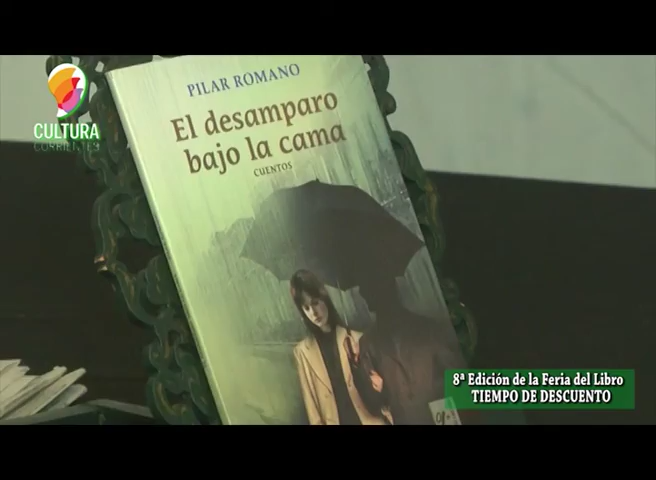 CULTURA
CORRIENTES
PILAR ROMANO
El desamparo
bajo la cama
CUENTOS
8ª Edición de la Feria del Libro
TIEMPO DE DESCUENTO